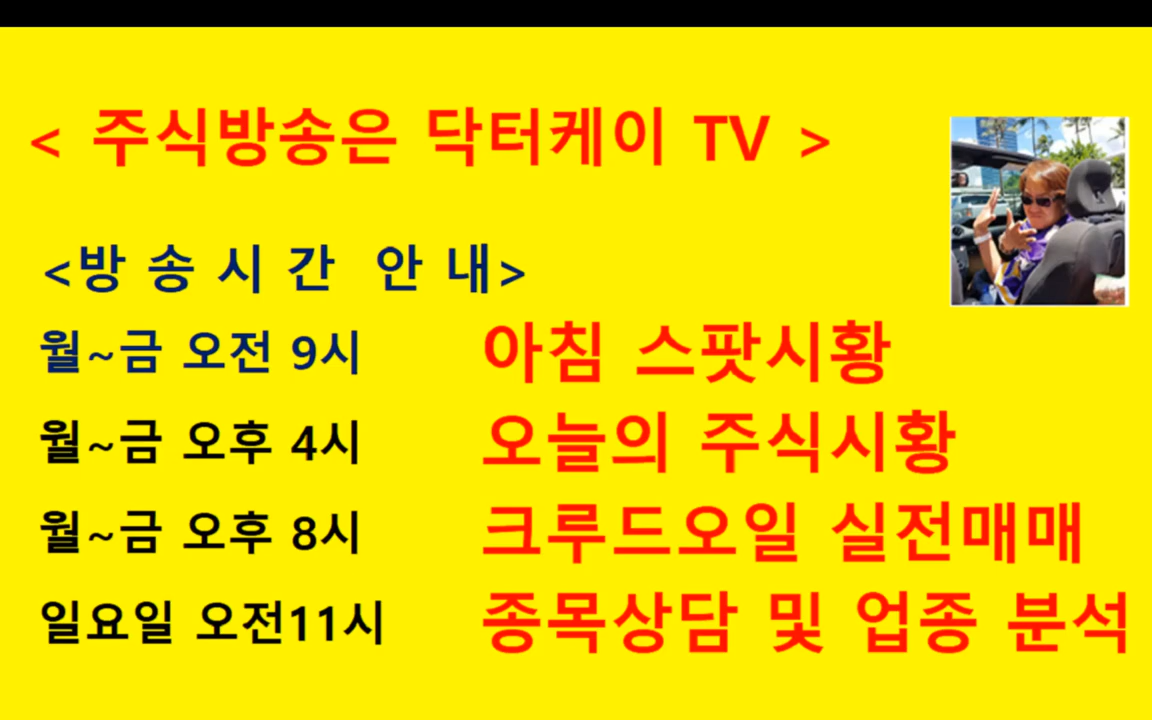 < 주식방송은 닥터케이 TV >
<방 송 시 간 안 내>
월~금 오전 9시 아침 스팟시황
월~금 오후 4시 오늘의 주식시황
월~금 오후 8시 크루드오일 실전매매
일요일 오전11시 종목상담 및 업종 분석